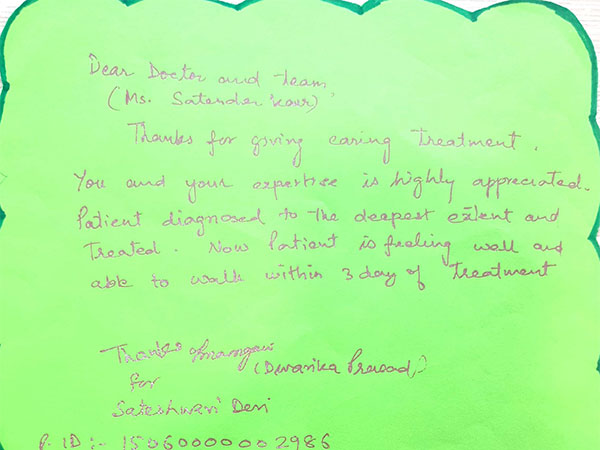 Dear Doctor and team
(Ms. Satender Kaur)
Thanks for giving caring treatment.
You and your expertise is highly appreciated.
Patient diagnosed to the deepest extent and
Treated. Now Patient is feeling well and
able to walk within 3 day of treatment
Thanks
(Dwarika Prasad)
for
Sateshwari Devi
P. ID :- 15060000002986